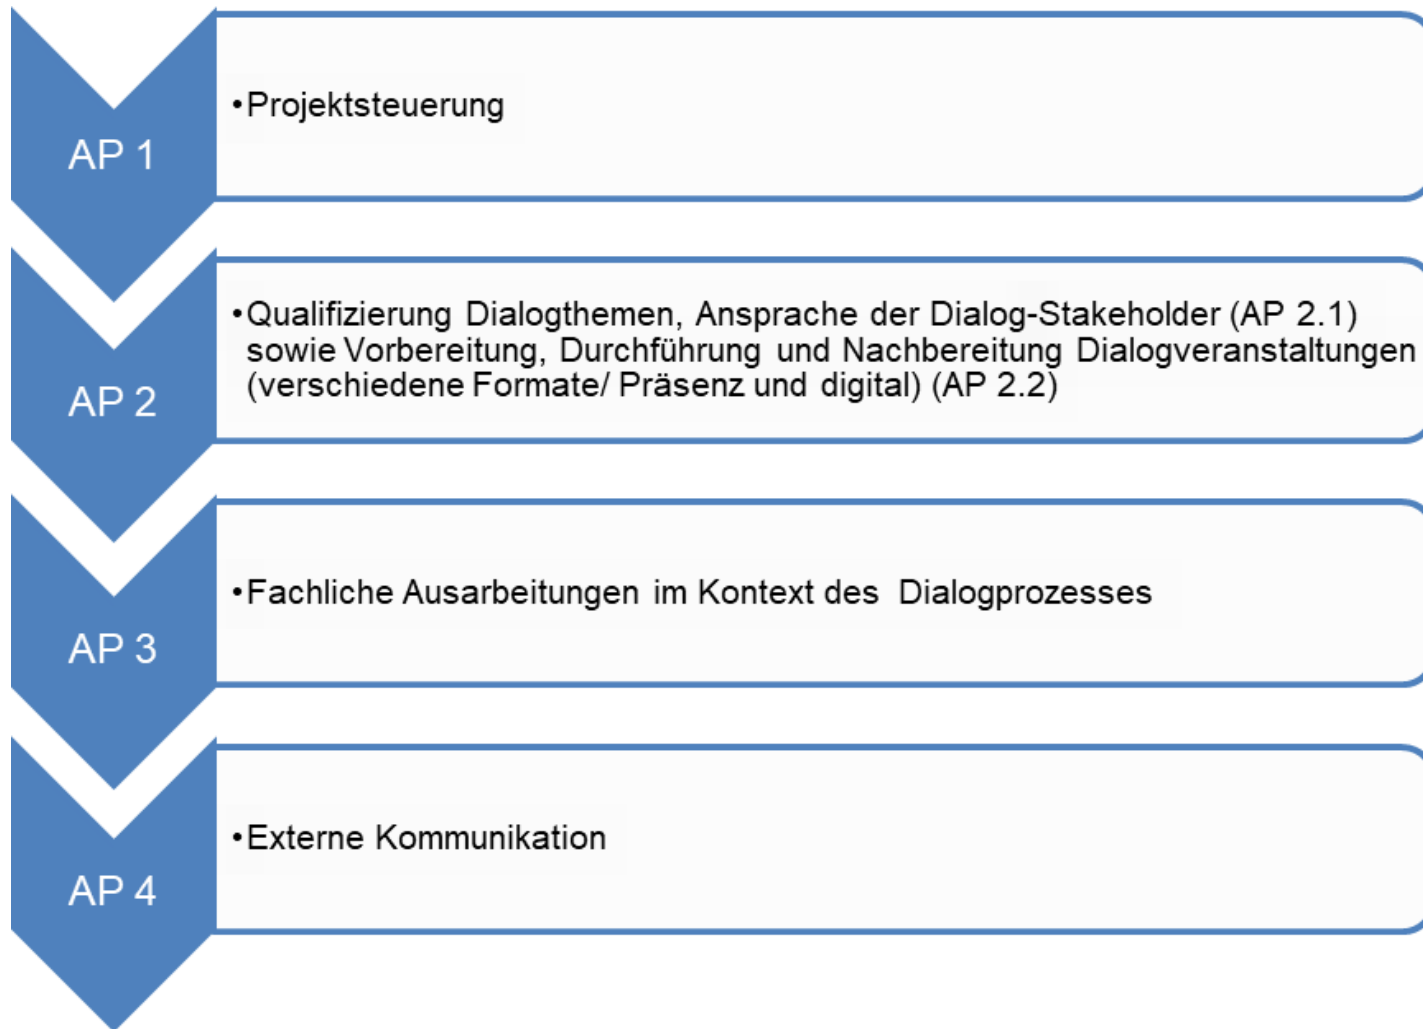 AP 1
•Projektsteuerung
AP 2
•Qualifizierung Dialogthemen, Ansprache der Dialog-Stakeholder (AP 2.1)
sowie Vorbereitung, Durchführung und Nachbereitung Dialogveranstaltungen
(verschiedene Formate/ Präsenz und digital) (AP 2.2)
AP 3
•Fachliche Ausarbeitungen im Kontext des Dialogprozesses
AP 4
•Externe Kommunikation